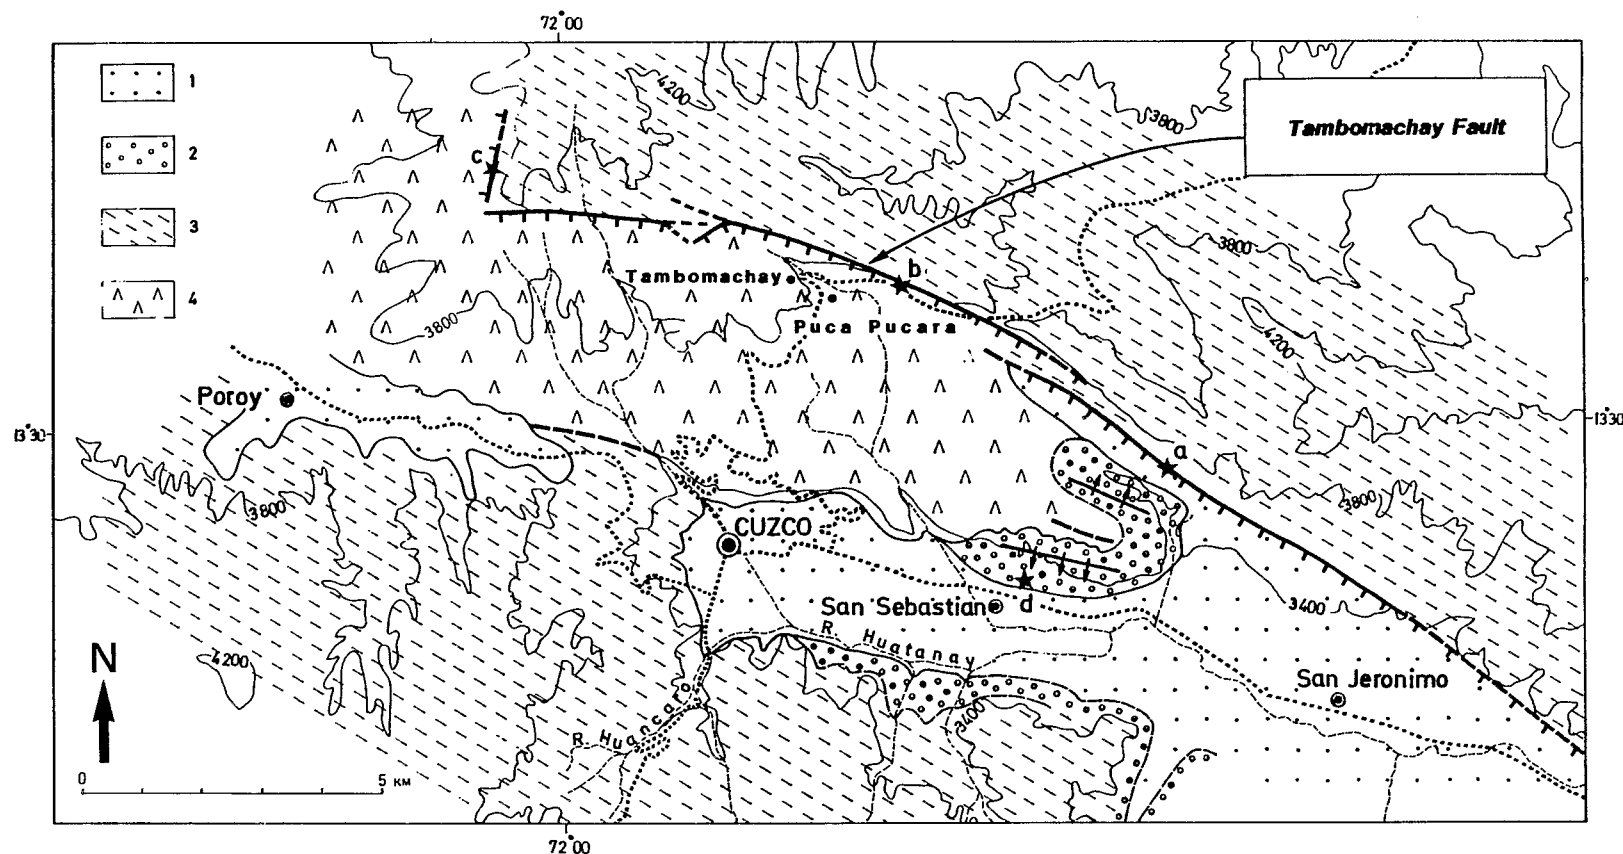 72°00
1
2
3
4
4200
3800
Tambomachay Fault
c
b
3800
Tambomachay
Puca Pucara
3800
4200
Poroy
13°30
13°30
a
3800
3800
CUZCO
San Sebastian
d
3400
R. Huatanay
N
4200
San Jeronimo
R. Huancaro
3400
0
5 KM
72°00